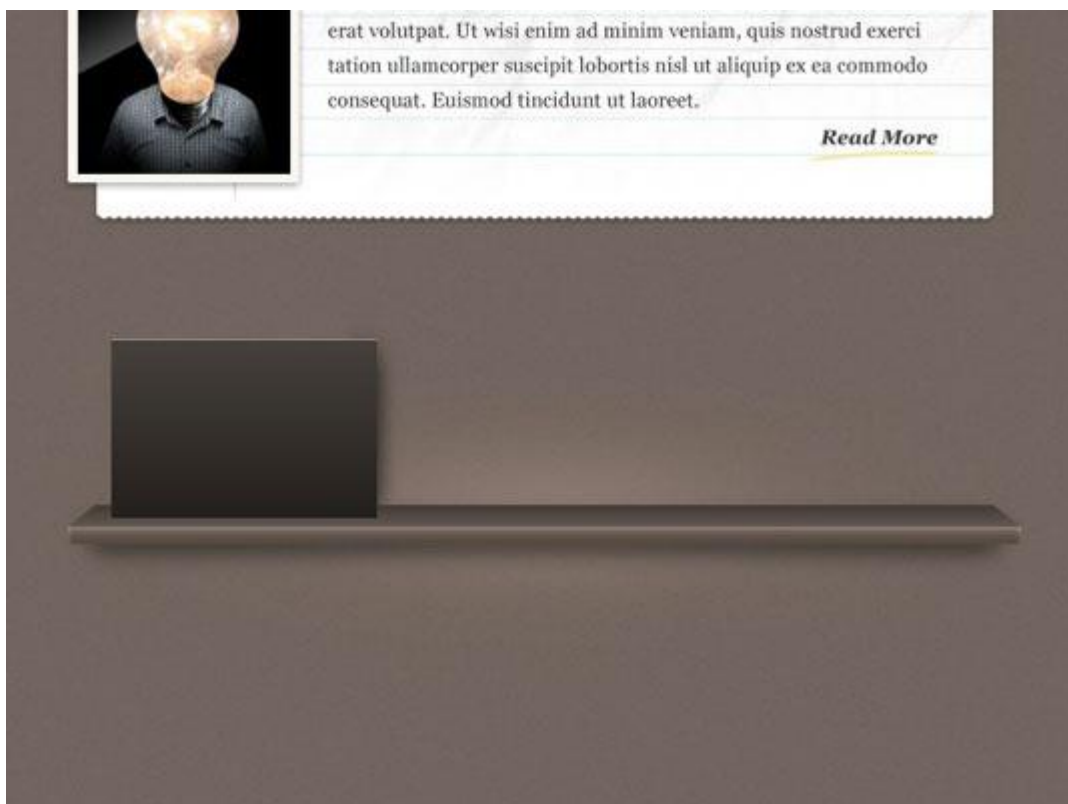 erat volutpat. Ut wisi enim ad minim veniam, quis nostrud exerci
tation ullamcorper suscipit lobortis nisl ut aliquip ex ea commodo
consequat. Euismod tincidunt ut laoreet.
Read More